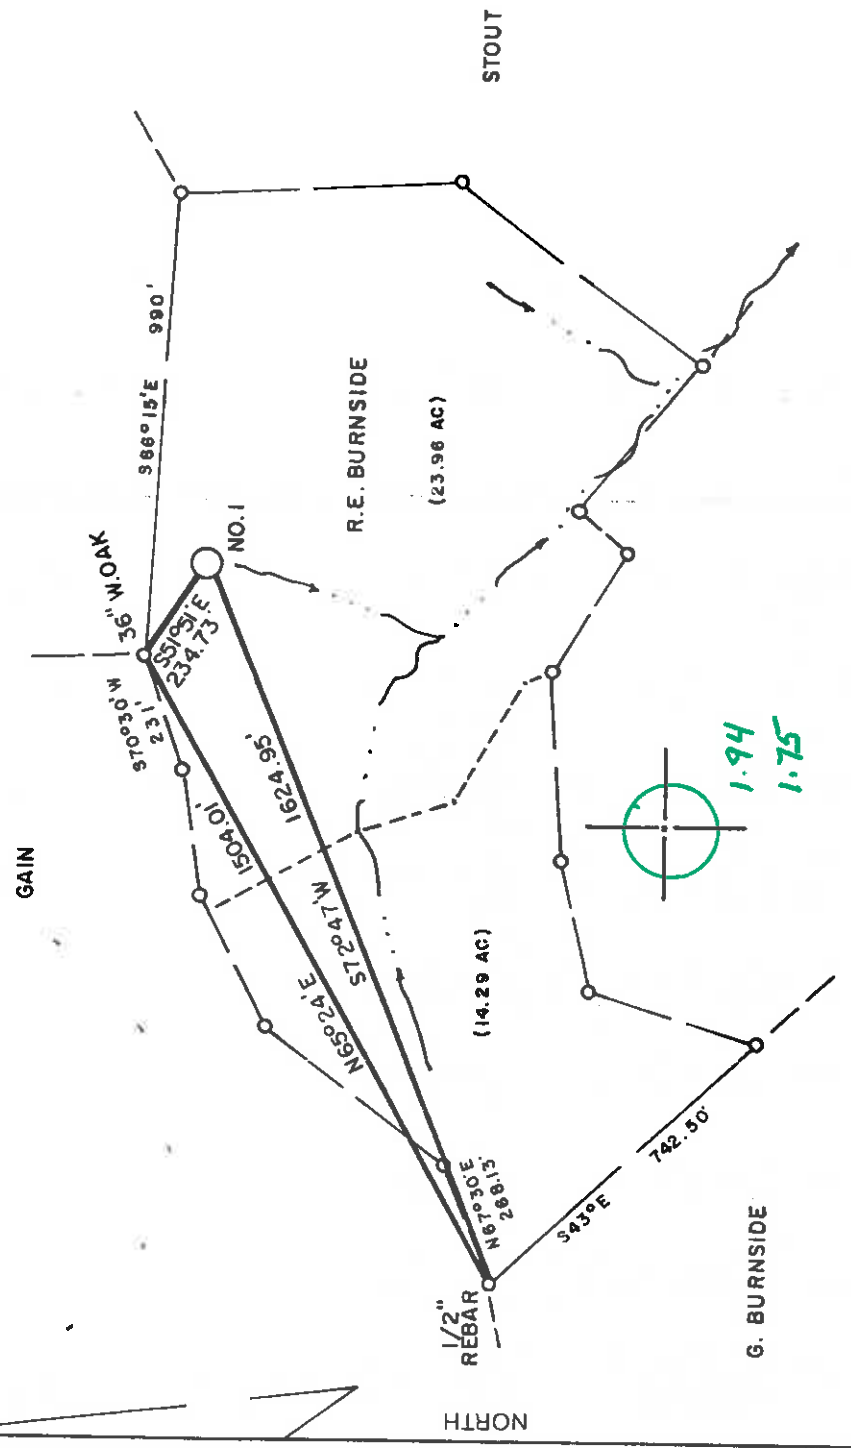 GAIN
STOUT
S86°15'E 990'
36" W. OAK
S70°30'W
231'
S51°51'E
234.73
NO. 1
R.E. BURNSIDE
(23.96 AC)
1504.01'
N65°24'E
1624.95'
S72°47'W
(14.29 AC)
1.94
1.75
N67°30'E
268.13'
1/2"
REBAR
S43°E 742.50'
G. BURNSIDE
NORTH